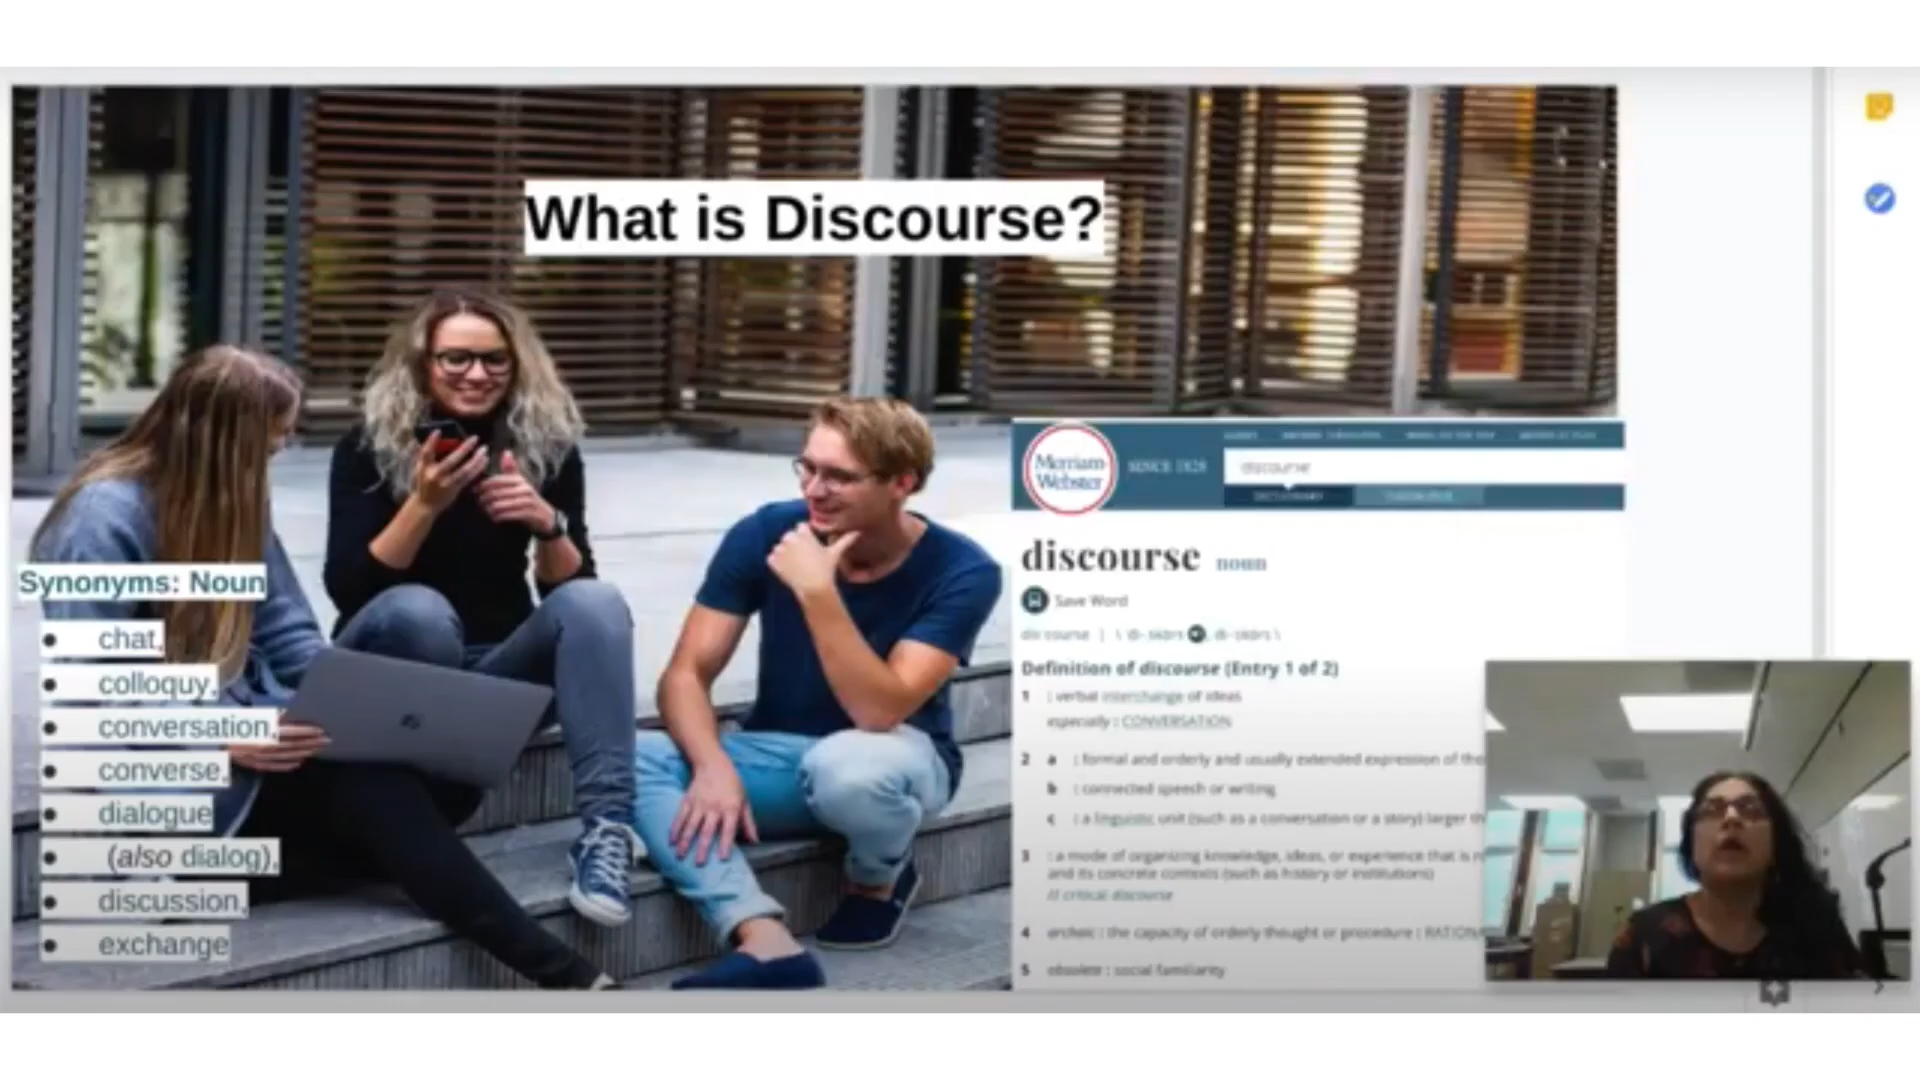 What is Discourse?
Synonyms: Noun
• chat,
• colloquy,
• conversation,
• converse,
• dialogue
• (also dialog),
• discussion,
• exchange
Merriam-
Webster
SINCE 1828
discourse
DICTIONARY THESAURUS
discourse noun
Save Word
Definition of discourse (Entry 1 of 2)
1 : verbal interchange of ideas
especially : CONVERSATION
2 a : formal and orderly and usually extended expression of
b : connected speech or writing
c : a linguistic unit (such as a conversation or a story) larger
3 : a mode of organizing knowledge, ideas, or experience that is
and its concrete contexts (such as history or institutions)
// critical discourse
4 archaic : the capacity of orderly thought or procedure :
5 obsolete : social familiarity